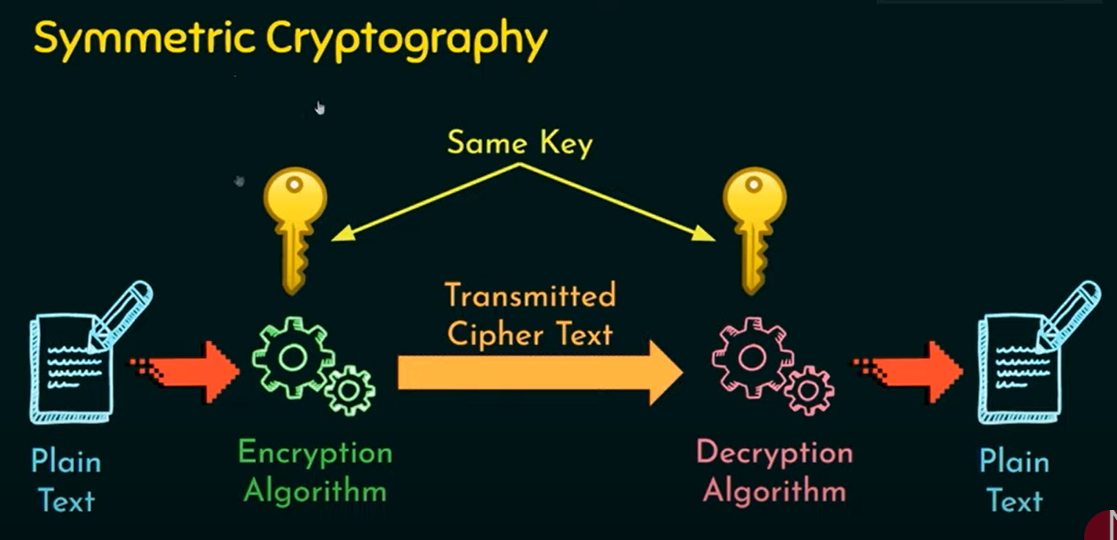 Symmetric Cryptography
Same Key
Transmitted
Cipher Text
Plain
Text
Encryption
Algorithm
Decryption
Algorithm
Plain
Text